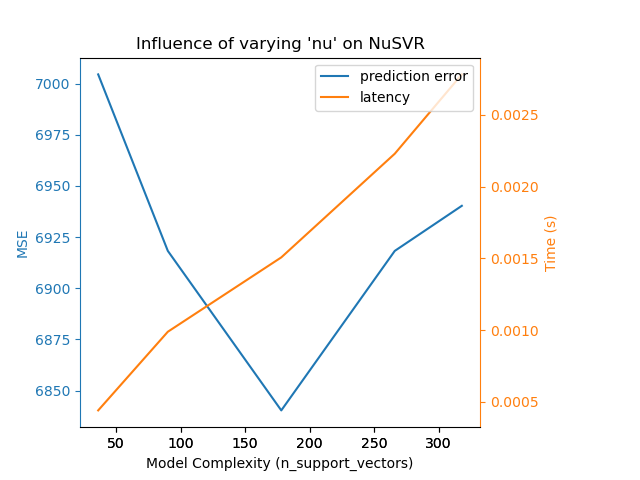 Influence of varying 'nu' on NuSVR
prediction error
latency
7000
6975
6950
6925
6900
6875
6850
MSE
0.0025
0.0020
0.0015
0.0010
0.0005
Time (s)
50 100 150 200 250 300
Model Complexity (n_support_vectors)